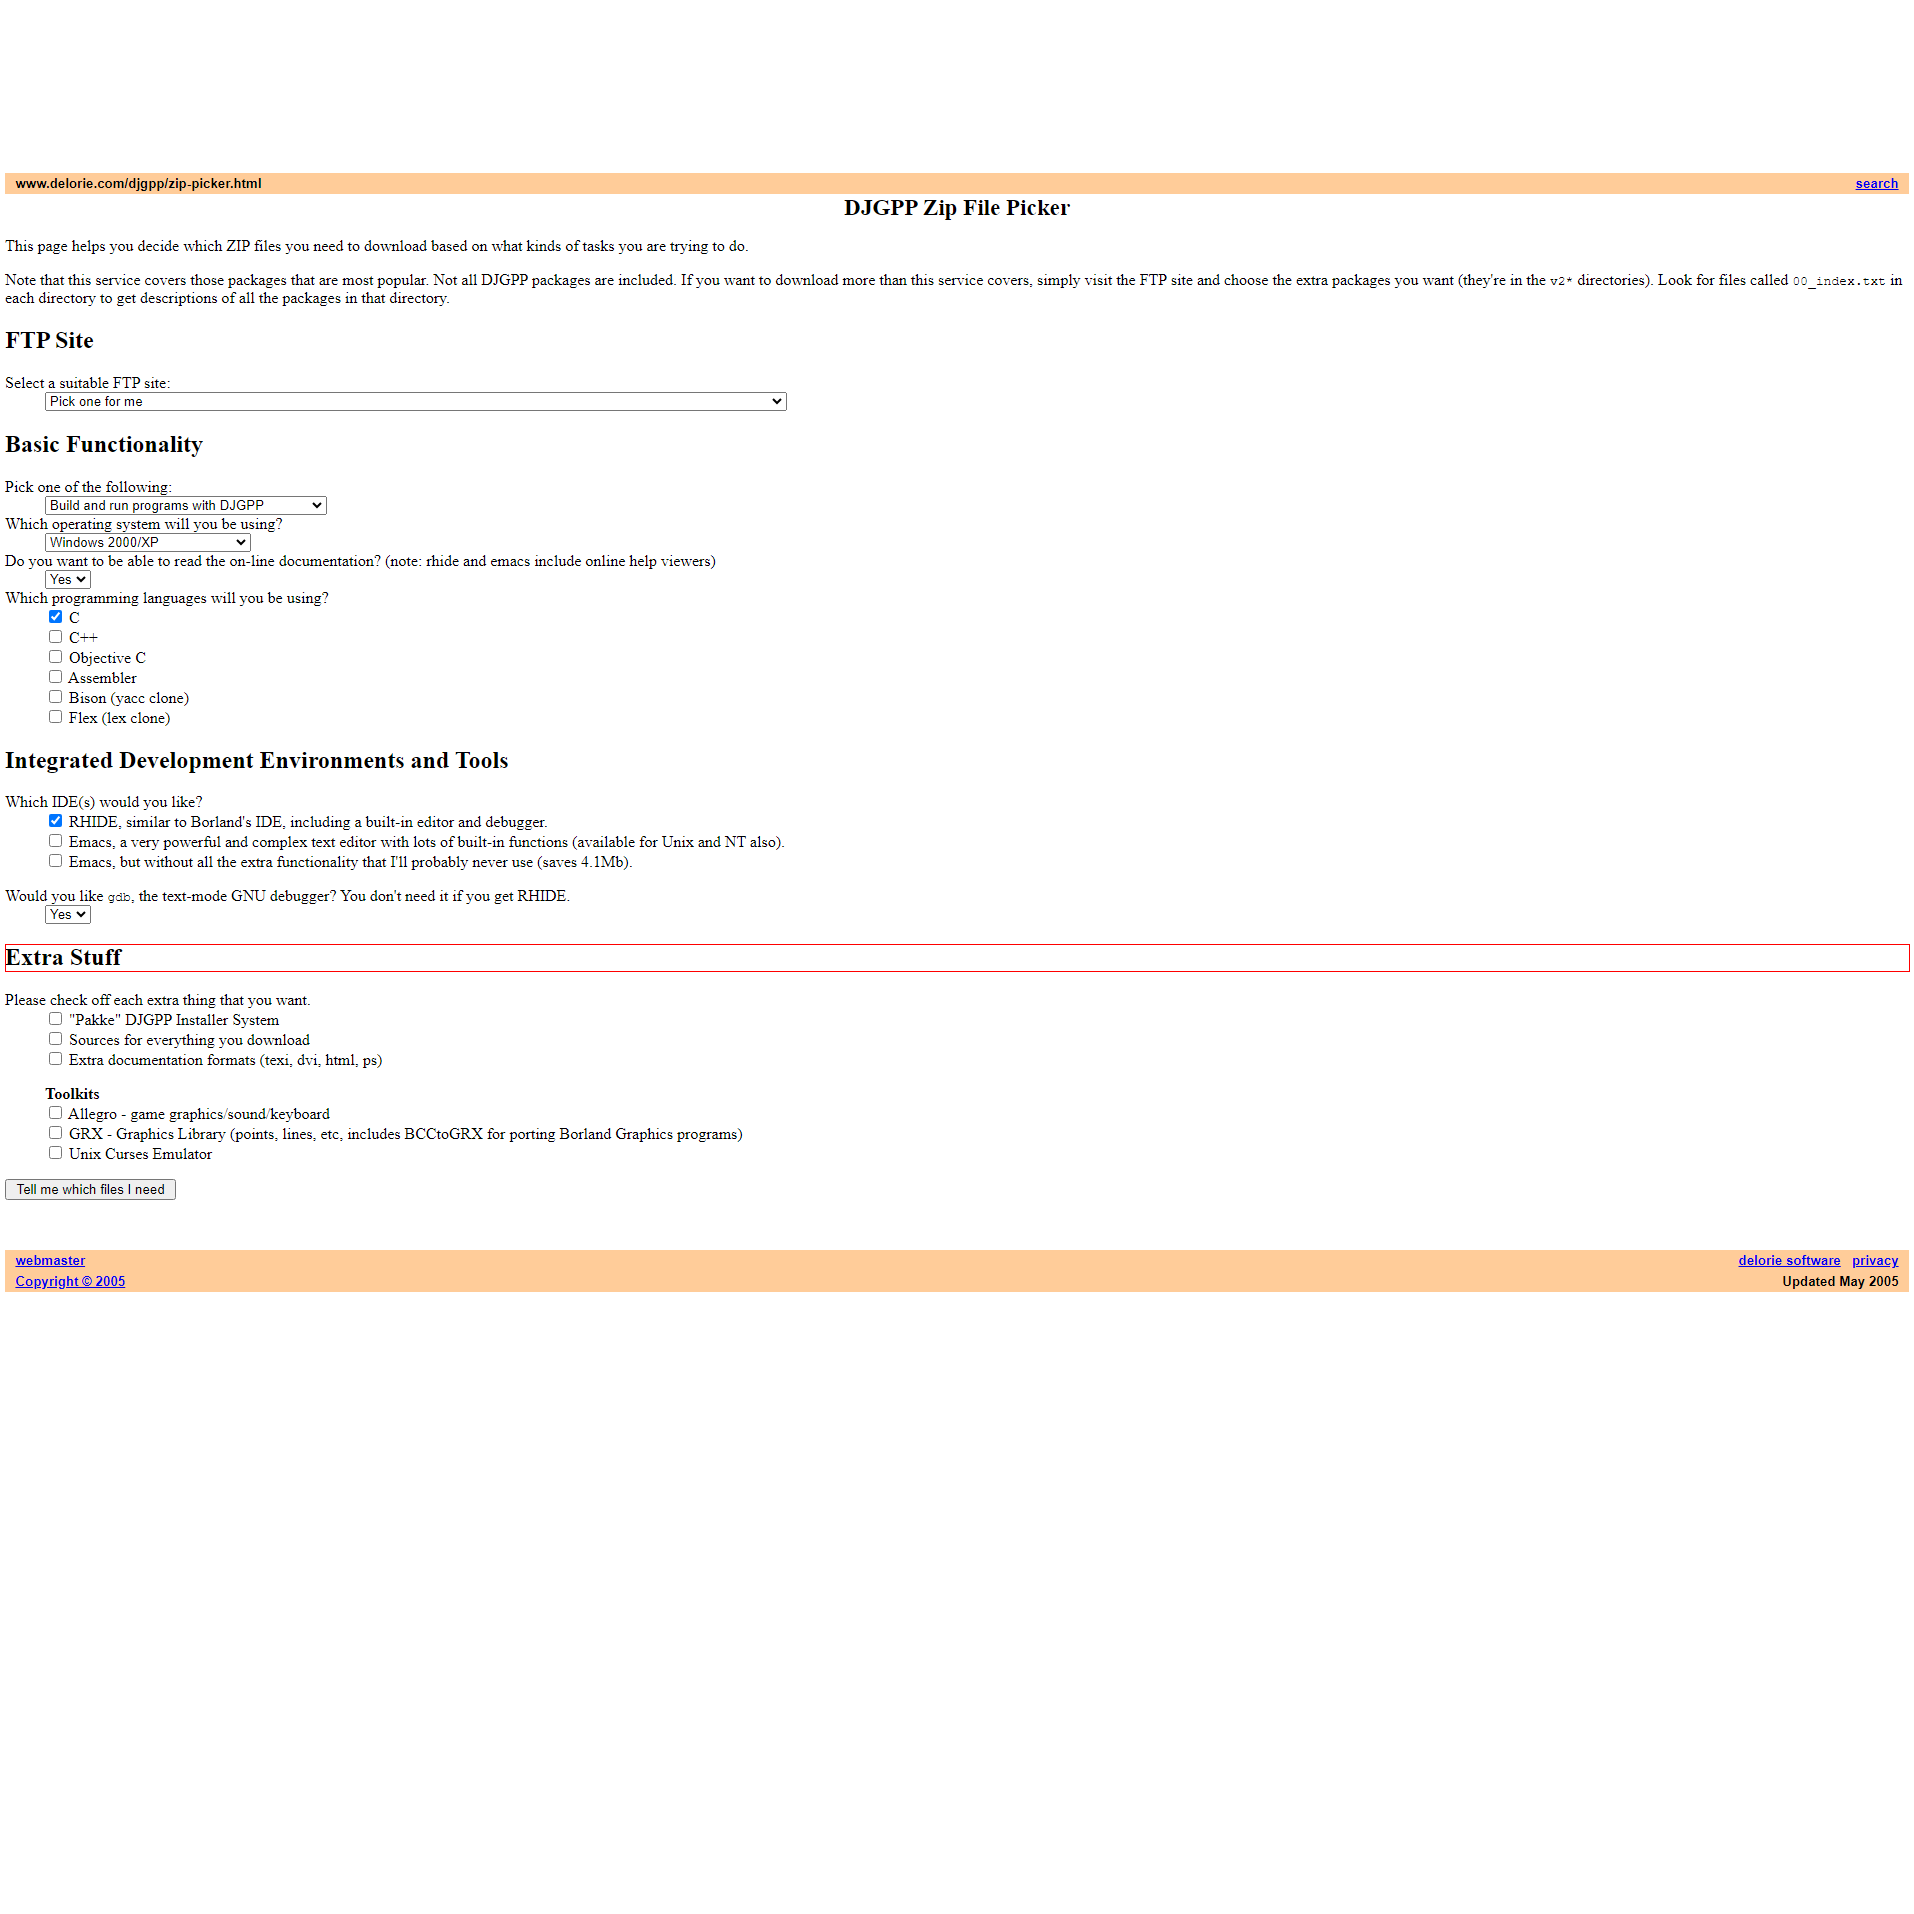 www.delorie.com/djgpp/zip-picker.html search
DJGPP Zip File Picker
This page helps you decide which ZIP files you need to download based on what kinds of tasks you are trying to do.
Note that this service covers those packages that are most popular. Not all DJGPP packages are included. If you want to download more than this service covers, simply visit the FTP site and choose the extra packages you want (they're in the v2* directories). Look for files called 00_index.txt in
each directory to get descriptions of all the packages in that directory.
FTP Site
Select a suitable FTP site:
Pick one for me
Basic Functionality
Pick one of the following:
Build and run programs with DJGPP
Which operating system will you be using?
Windows 2000/XP
Do you want to be able to read the on-line documentation? (note: rhide and emacs include online help viewers)
Yes
Which programming languages will you be using?
C
C++
Objective C
Assembler
Bison (yacc clone)
Flex (lex clone)
Integrated Development Environments and Tools
Which IDE(s) would you like?
RHIDE, similar to Borland's IDE, including a built-in editor and debugger.
Emacs, a very powerful and complex text editor with lots of built-in functions (available for Unix and NT also).
Emacs, but without all the extra functionality that I'll probably never use (saves 4.1Mb).
Would you like gdb, the text-mode GNU debugger? You don't need it if you get RHIDE.
Yes
Extra Stuff
Please check off each extra thing that you want.
"Pakke" DJGPP Installer System
Sources for everything you download
Extra documentation formats (texi, dvi, html, ps)
Toolkits
Allegro - game graphics/sound/keyboard
GRX - Graphics Library (points, lines, etc, includes BCCtoGRX for porting Borland Graphics programs)
Unix Curses Emulator
Tell me which files I need
webmaster delorie software privacy
Copyright © 2005 Updated May 2005